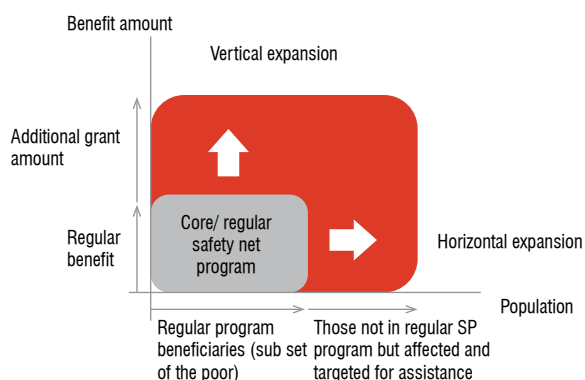 Benefit amount
Vertical expansion
Additional grant
amount
Regular
benefit
Core/ regular
safety net
program
Horizontal expansion
Population
Regular program
beneficiaries (sub set
of the poor)
Those not in regular SP
program but affected and
targeted for assistance